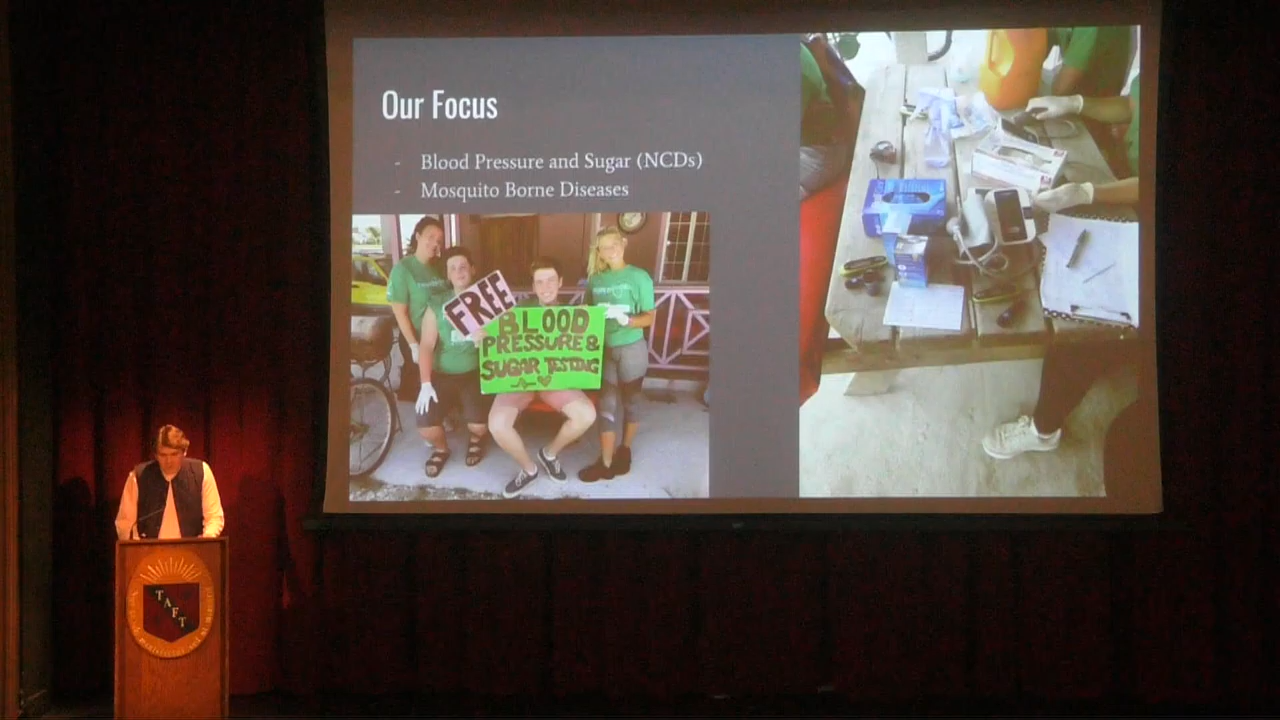 Our Focus
- Blood Pressure and Sugar (NCDs)
- Mosquito Borne Diseases
FREE
BLOOD
PRESSURE &
SUGAR TESTING
TAFT